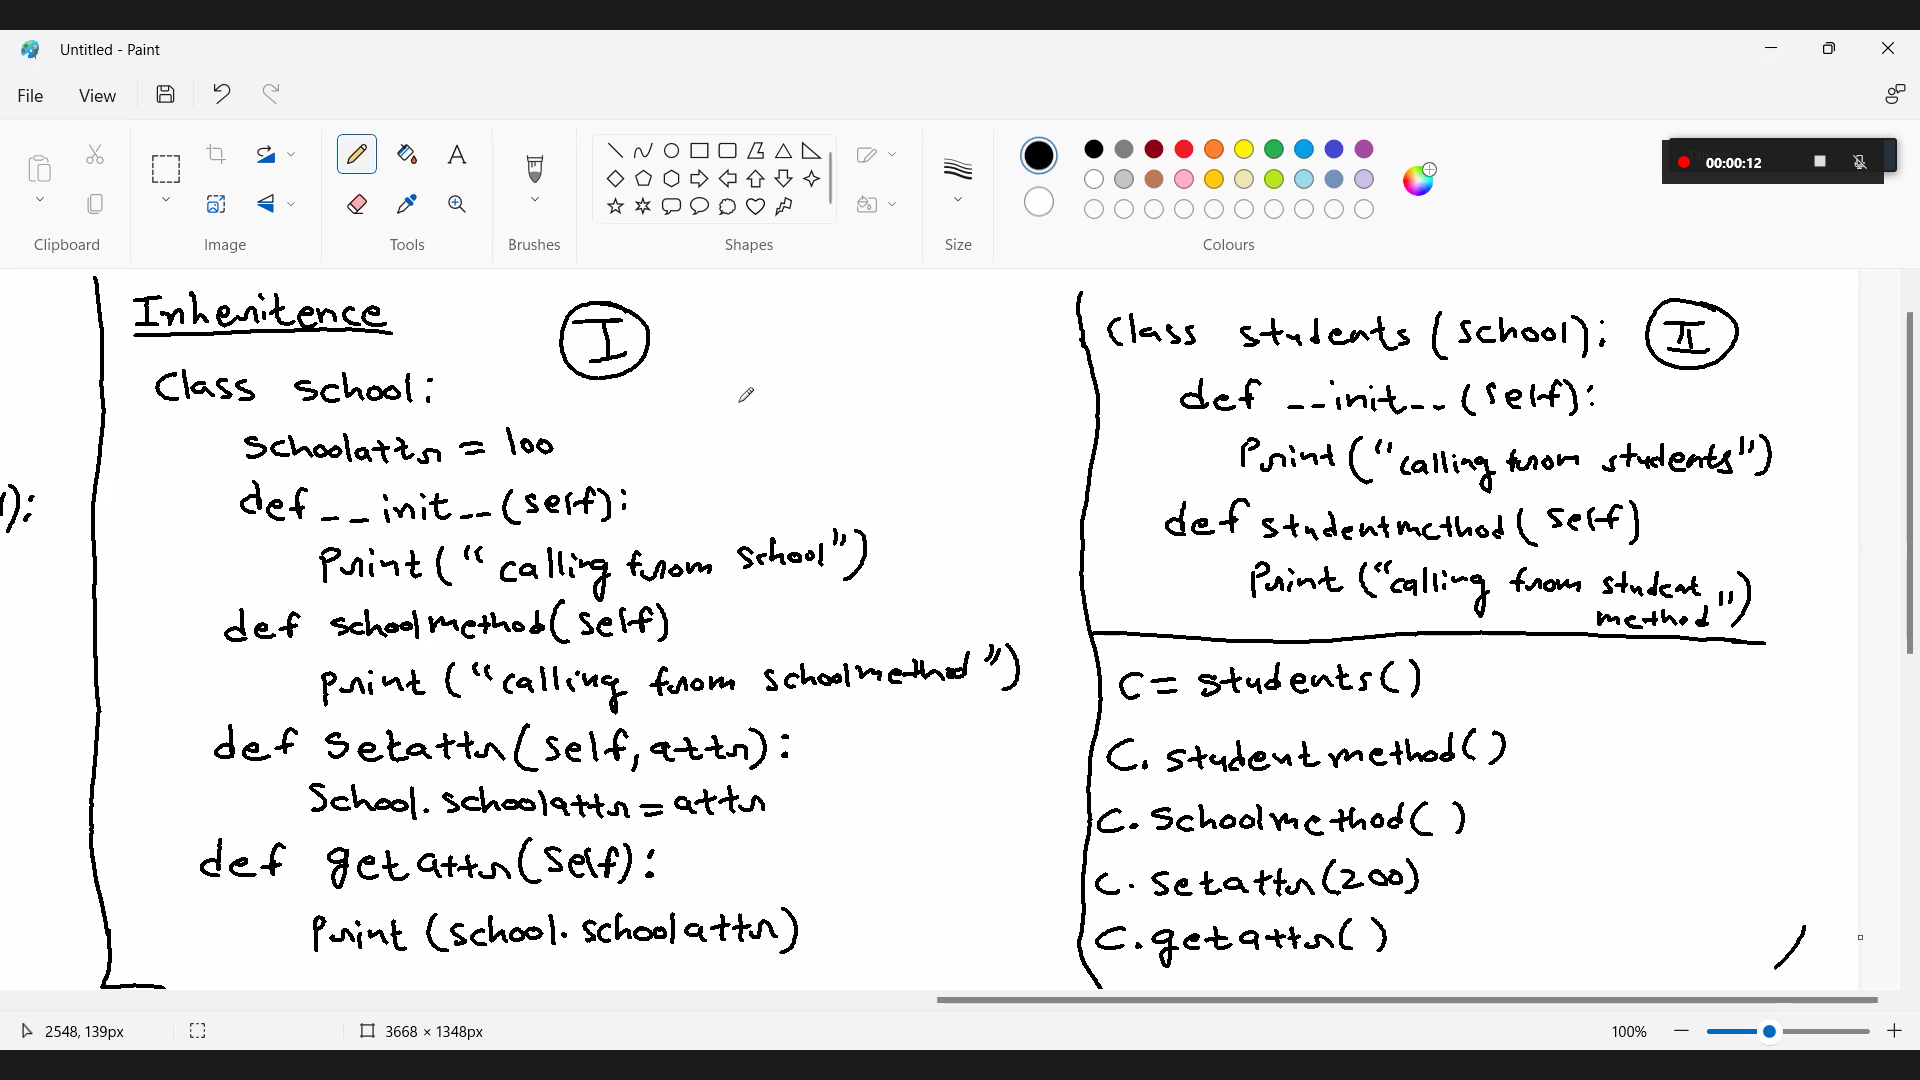 Untitled - Paint
File View
00:00:12
Clipboard Image Tools Brushes Shapes Size Colours
Inheritence
I
Class school:
schoolattr = 100
def __init__(self):
Print ("calling from school")
def schoolmethod(self)
print ("calling from schoolmethod")
def setattr(self, attr):
School.schoolattr = attr
def getattr(self):
Print (school.schoolattr)
):
Class students (school):
II
def __init__(self):
Print ("calling from students")
def studentmethod(self)
Print ("calling from student
method")
C = students()
C. studentmethod()
C. Schoolmethod( )
C. setattr(200)
C. getattr( )
2548, 139px
3668 × 1348px
100%